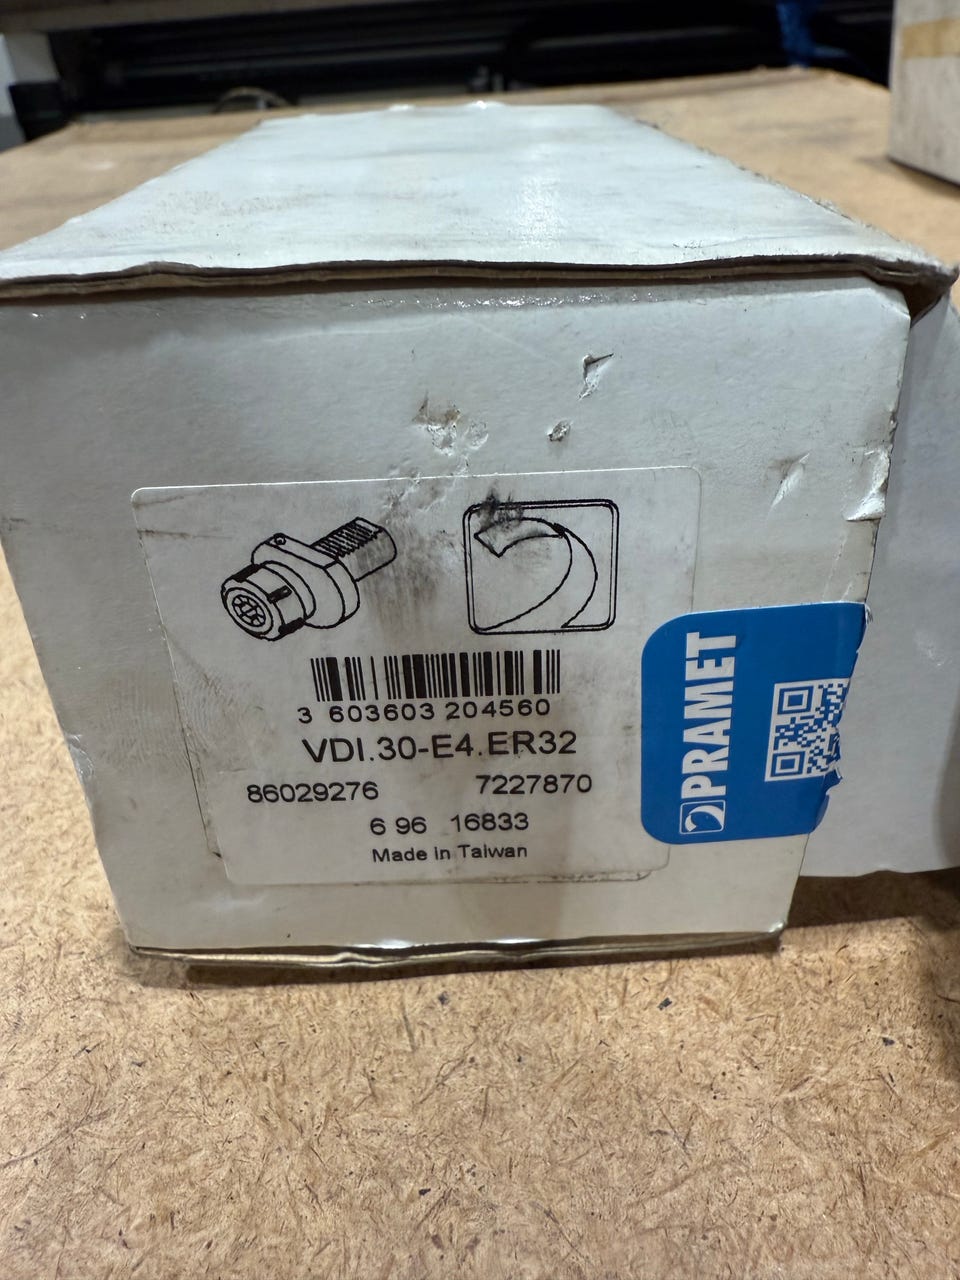 3 603603 204560
VDI.30-E4.ER32
86029276 7227870
6 96 16833
Made in Taiwan
PRAMET